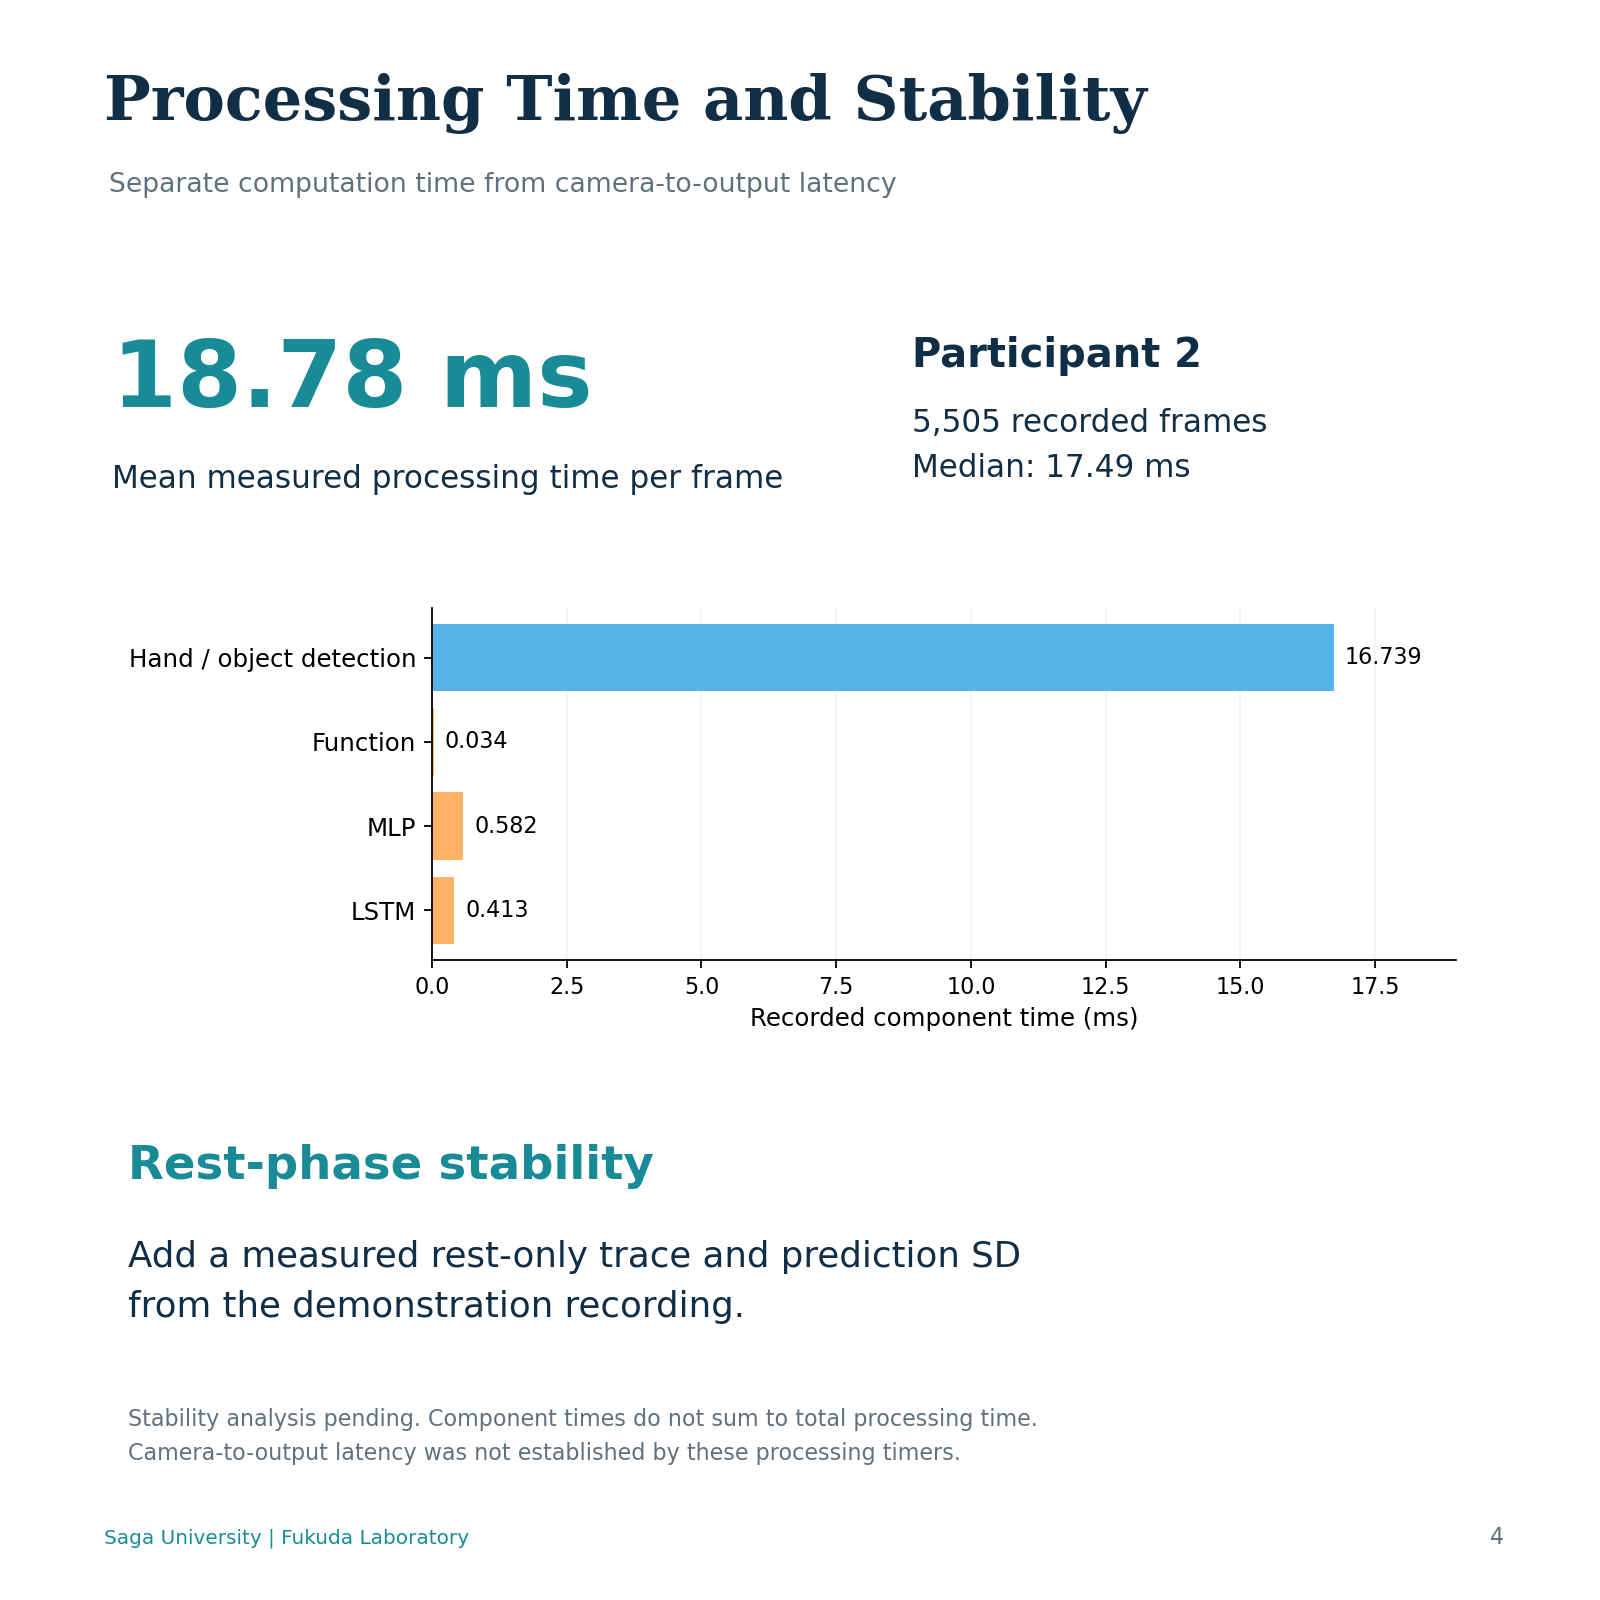 Processing Time and Stability
Separate computation time from camera-to-output latency
18.78 ms
Mean measured processing time per frame
Participant 2
5,505 recorded frames
Median: 17.49 ms
Hand / object detection
16.739
Function
0.034
MLP
0.582
LSTM
0.413
0.0 2.5 5.0 7.5 10.0 12.5 15.0 17.5
Recorded component time (ms)
Rest-phase stability
Add a measured rest-only trace and prediction SD
from the demonstration recording.
Stability analysis pending. Component times do not sum to total processing time.
Camera-to-output latency was not established by these processing timers.
Saga University | Fukuda Laboratory
4